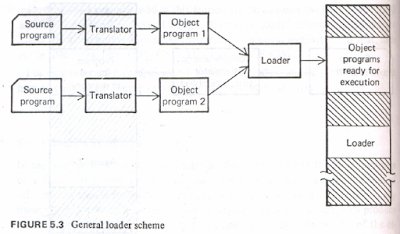 Source
program
Translator
Object
program 1
Source
program
Translator
Object
program 2
Loader
Object
programs
ready for
execution
Loader
FIGURE 5.3 General loader scheme